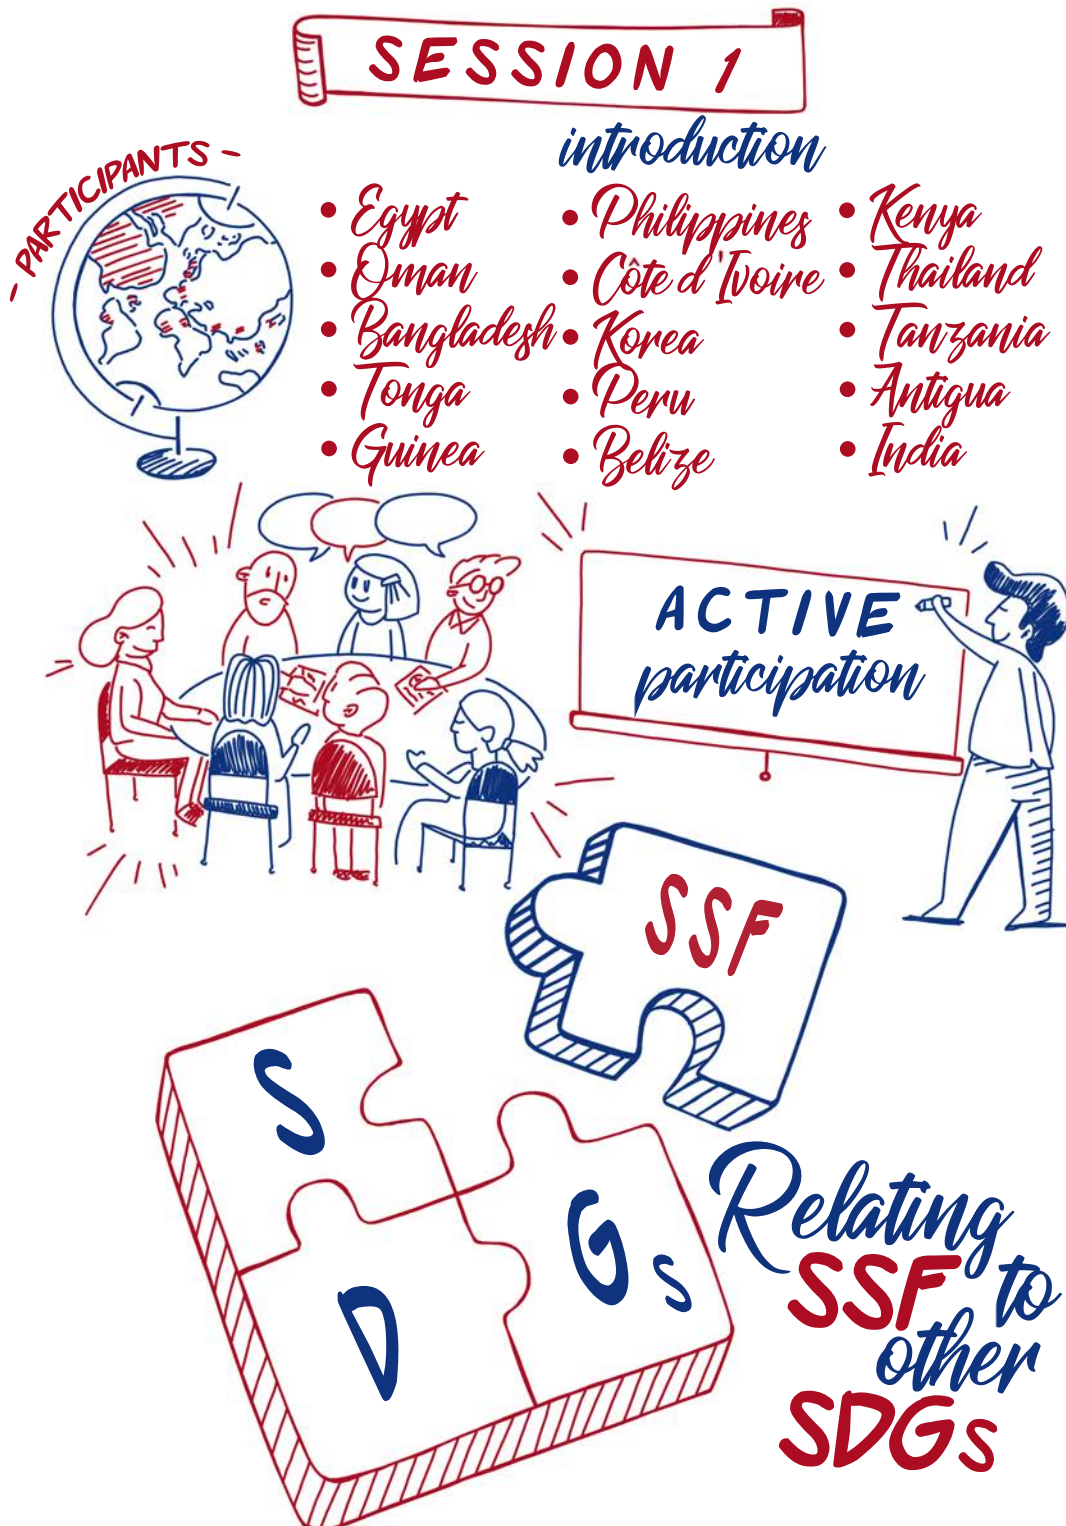 SESSION 1
introduction
- PARTICIPANTS -
• Egypt
• Oman
• Bangladesh
• Tonga
• Guinea
• Philippines
• Côte d'Ivoire
• Korea
• Peru
• Belize
• Kenya
• Thailand
• Tanzania
• Antigua
• India
ACTIVE
participation
SSF
S
D
Gs
Relating
SSF to
other
SDGs